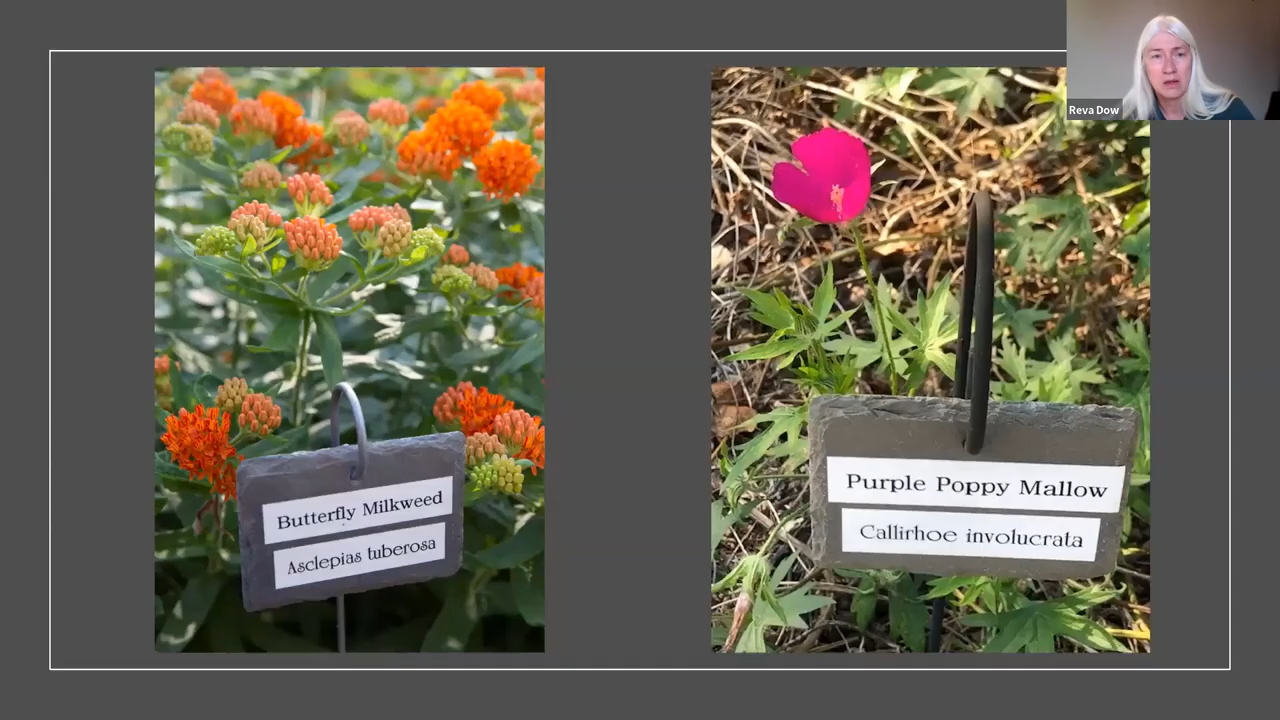 Reva Dow
Butterfly Milkweed
Asclepias tuberosa
Purple Poppy Mallow
Callirhoe involucrata